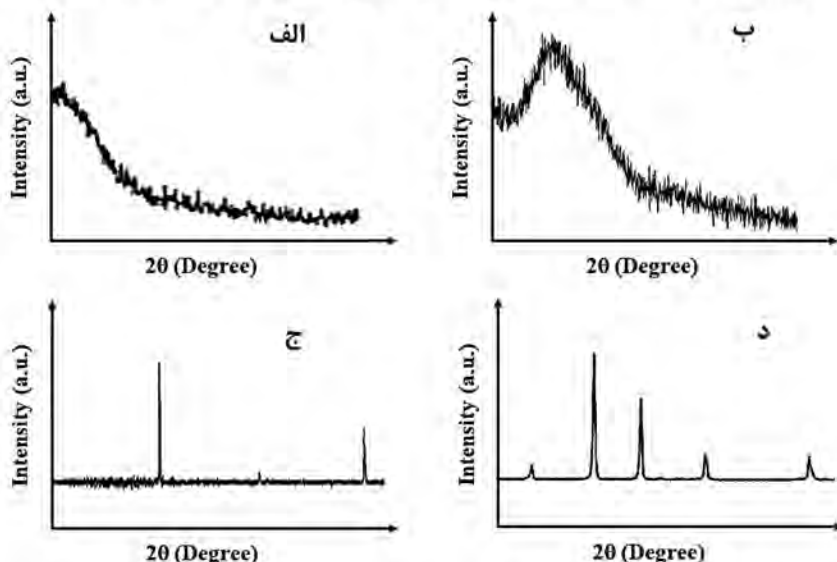 الف
Intensity (a.u.)
2θ (Degree)
ب
Intensity (a.u.)
2θ (Degree)
ج
Intensity (a.u.)
2θ (Degree)
د
Intensity (a.u.)
2θ (Degree)